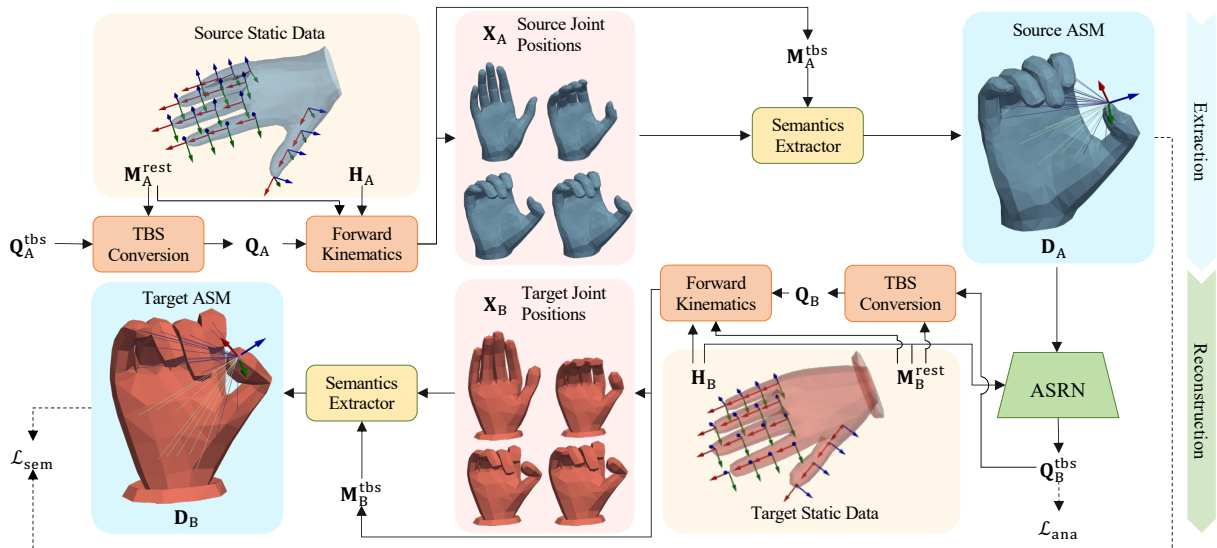 Source Static Data
M_A^rest
H_A
Q_A^tbs
TBS
Conversion
Q_A
Forward
Kinematics
X_A
Source Joint
Positions
M_A^tbs
Semantics
Extractor
Source ASM
D_A
Extraction
Target ASM
D_B
Semantics
Extractor
M_B^tbs
X_B
Target Joint
Positions
Forward
Kinematics
Q_B
TBS
Conversion
H_B
M_B^rest
Target Static Data
ASRN
Q_B^tbs
ℒ_ana
ℒ_sem
Reconstruction